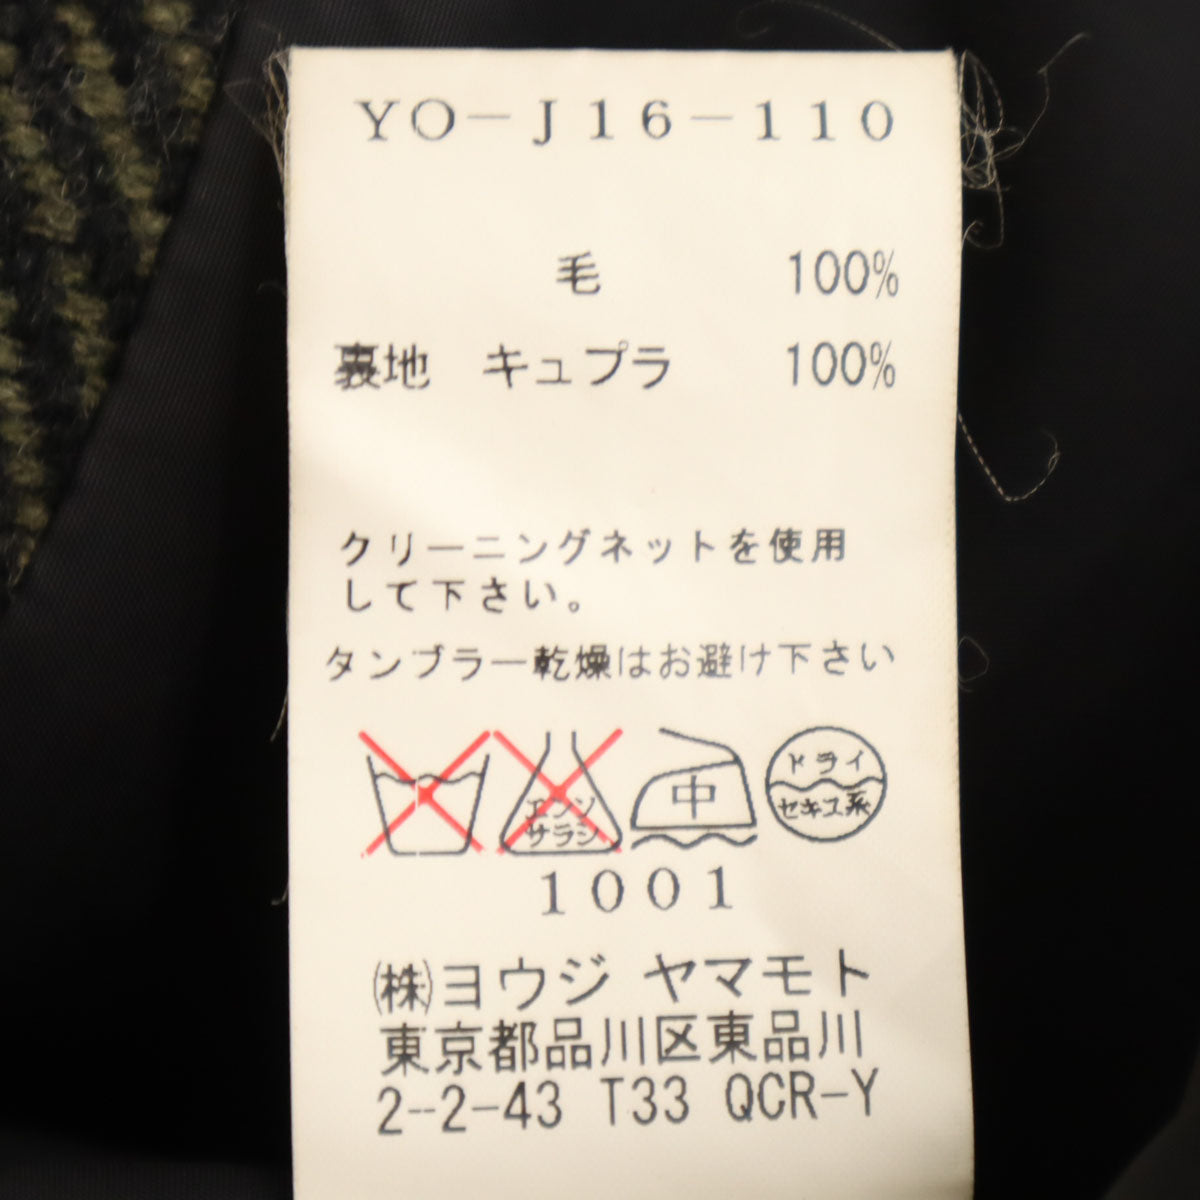 YO-J16-110
毛 100%
裏地 キュプラ 100%
クリーニングネットを使用
して下さい。
タンブラー乾燥はお避け下さい
エンソ
サラシ
中
ドライ
セキユ系
1001
㈱ヨウジ ヤマモト
東京都品川区東品川
2-2-43 T33 QCR-Y